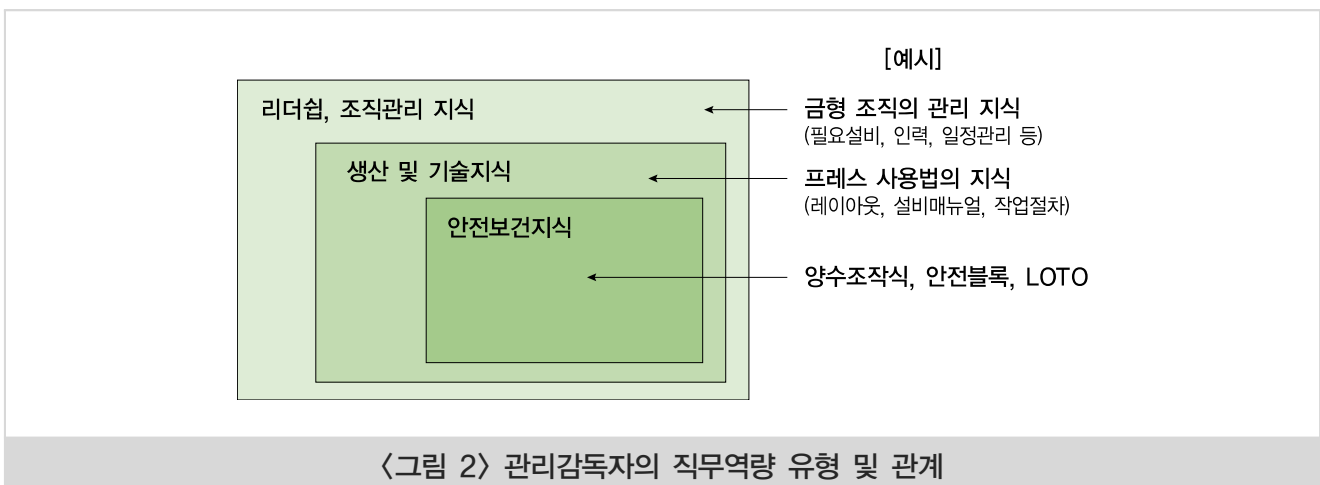 [예시]
리더쉽, 조직관리 지식
금형 조직의 관리 지식
(필요설비, 인력, 일정관리 등)
생산 및 기술지식
프레스 사용법의 지식
(레이아웃, 설비매뉴얼, 작업절차)
안전보건지식
양수조작식, 안전블록, LOTO
〈그림 2〉 관리감독자의 직무역량 유형 및 관계